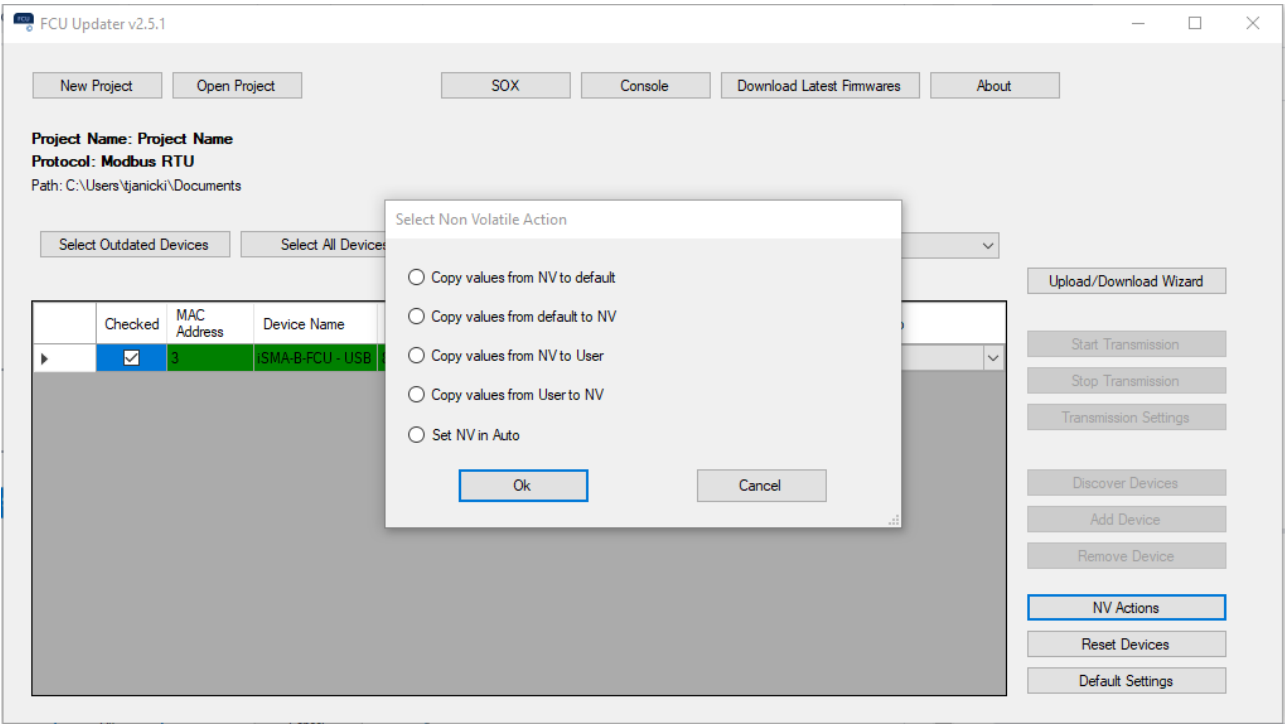 FCU
FCU Updater v2.5.1
New Project
Open Project
SOX
Console
Download Latest Firmwares
About
Project Name: Project Name
Protocol: Modbus RTU
Path: C:\Users\tjanicki\Documents
Select Non Volatile Action
Select Outdated Devices
Select All Devices
Copy values from NV to default
Upload/Download Wizard
Checked
MAC
Address
Device Name
Copy values from default to NV
Start Transmission
3
iSMA-B-FCU - USB
Copy values from NV to User
Stop Transmission
Copy values from User to NV
Transmission Settings
Set NV in Auto
Ok
Cancel
Discover Devices
Add Device
Remove Device
NV Actions
Reset Devices
Default Settings